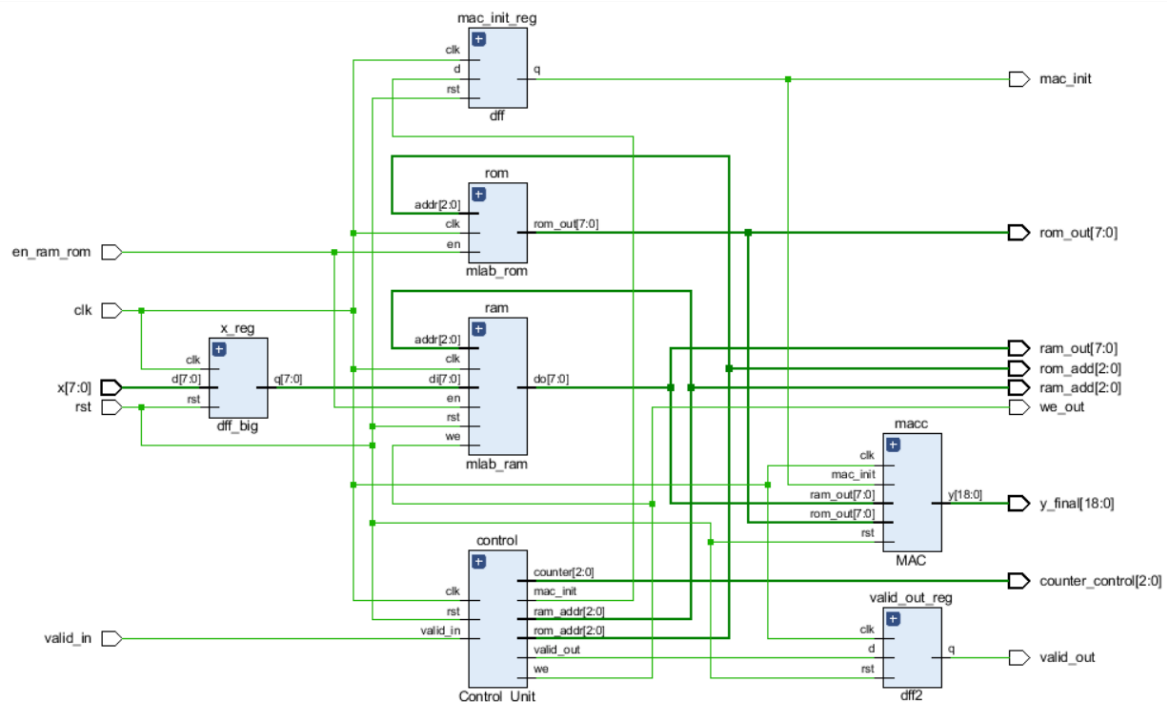 mac_init_reg
clk
d
rst
q
dff
mac_init
rom
addr[2:0]
clk
en
rom_out[7:0]
mlab_rom
rom_out[7:0]
en_ram_rom
clk
x[7:0]
rst
x_reg
clk
d[7:0]
rst
q[7:0]
dff_big
ram
addr[2:0]
clk
di[7:0]
en
rst
we
do[7:0]
mlab_ram
ram_out[7:0]
rom_add[2:0]
ram_add[2:0]
we_out
macc
clk
mac_init
ram_out[7:0]
rom_out[7:0]
rst
y[18:0]
MAC
y_final[18:0]
control
clk
rst
valid_in
counter[2:0]
mac_init
ram_addr[2:0]
rom_addr[2:0]
valid_out
we
Control_Unit
valid_in
counter_control[2:0]
valid_out_reg
clk
d
rst
q
dff2
valid_out